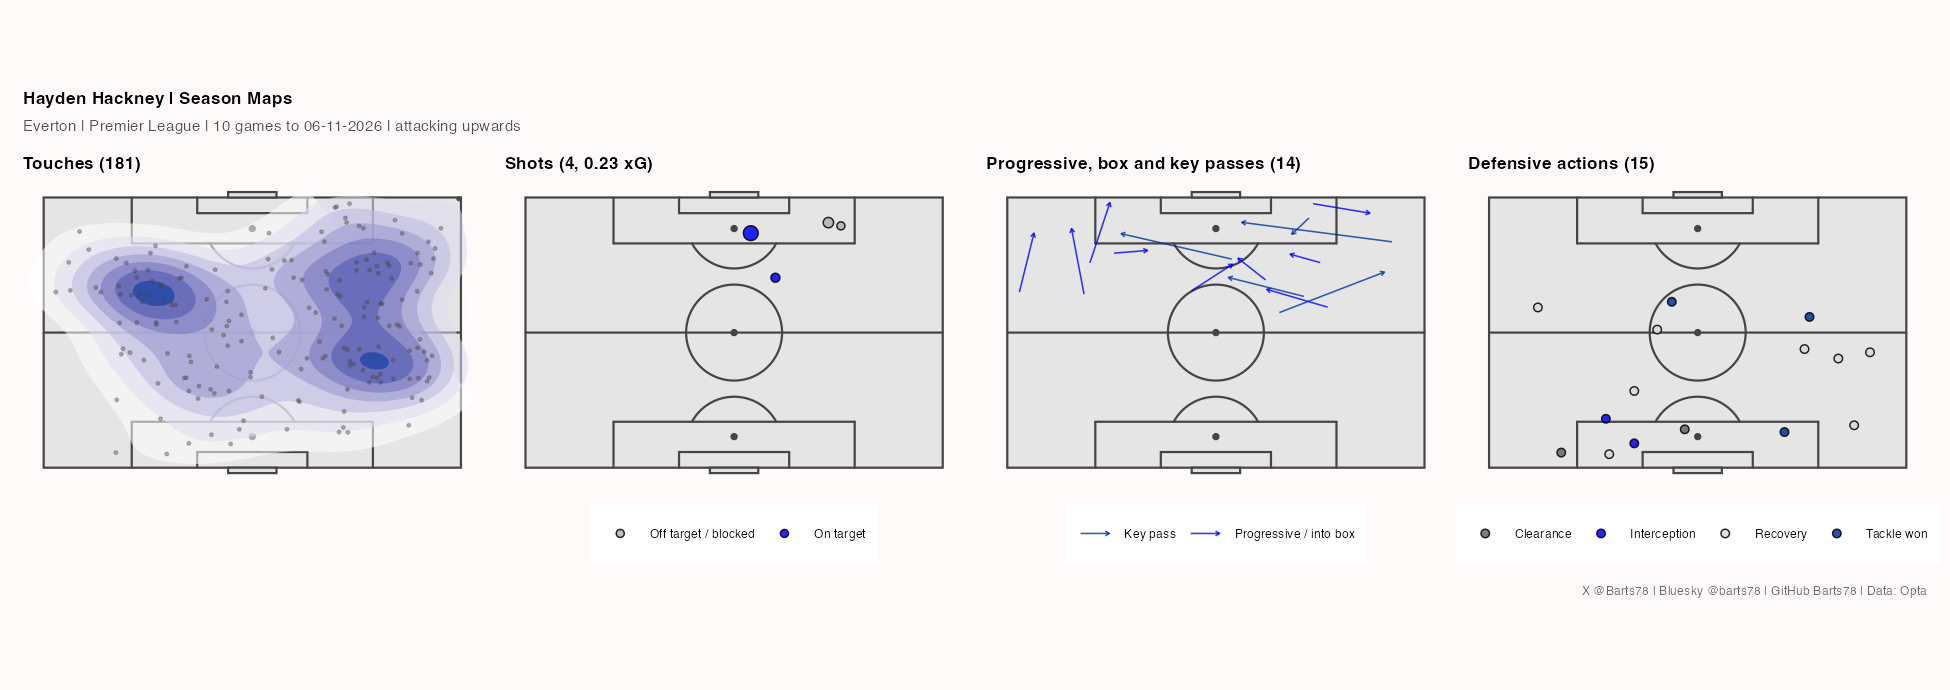 Hayden Hackney | Season Maps
Everton | Premier League | 10 games to 06-11-2026 | attacking upwards
Touches (181)
Shots (4, 0.23 xG)
Progressive, box and key passes (14)
Defensive actions (15)
Off target / blocked
On target
Key pass
Progressive / into box
Clearance
Interception
Recovery
Tackle won
X @Barts78 | Bluesky @barts78 | GitHub Barts78 | Data: Opta